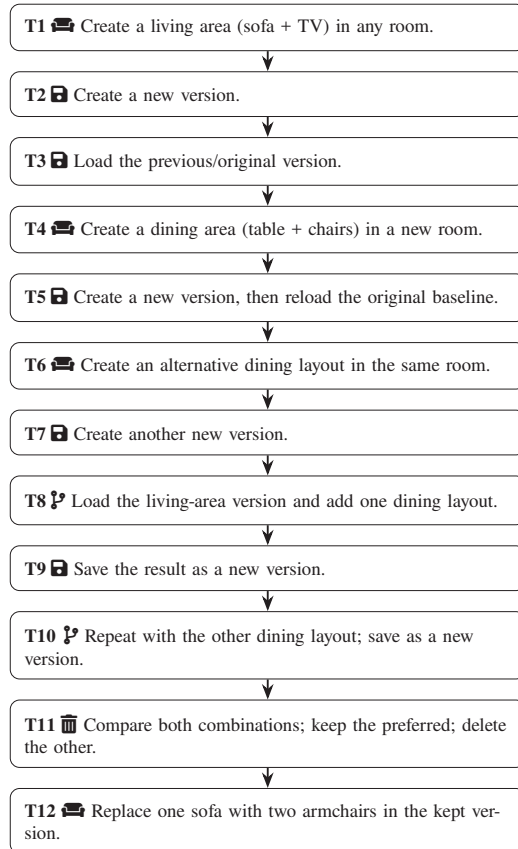 T1 Create a living area (sofa + TV) in any room.
T2 Create a new version.
T3 Load the previous/original version.
T4 Create a dining area (table + chairs) in a new room.
T5 Create a new version, then reload the original baseline.
T6 Create an alternative dining layout in the same room.
T7 Create another new version.
T8 Load the living-area version and add one dining layout.
T9 Save the result as a new version.
T10 Repeat with the other dining layout; save as a new
version.
T11 Compare both combinations; keep the preferred; delete
the other.
T12 Replace one sofa with two armchairs in the kept ver-
sion.